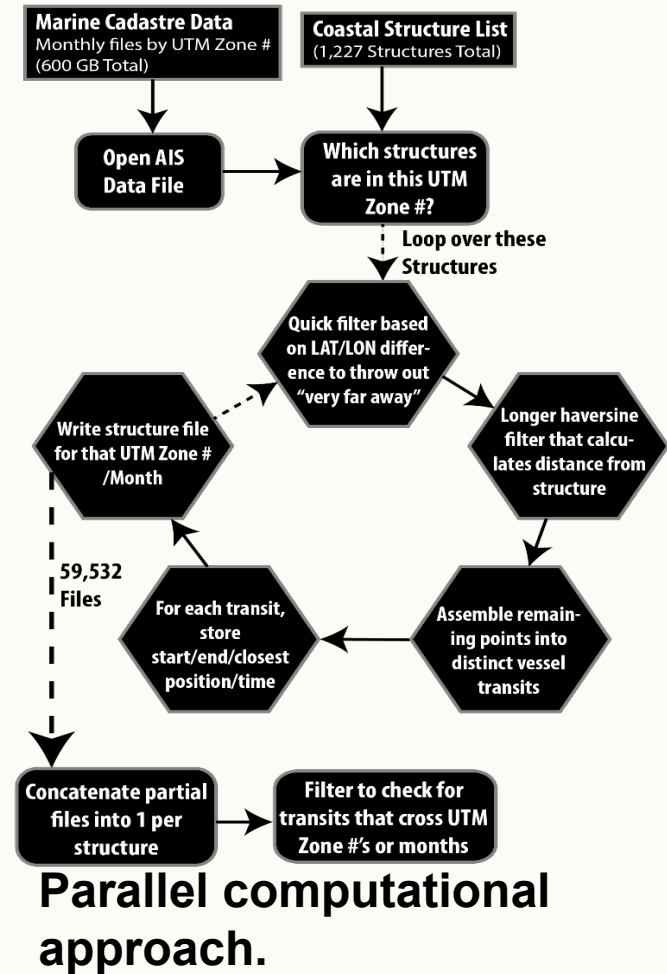 Marine Cadastre Data
Monthly files by UTM Zone #
(600 GB Total)
Coastal Structure List
(1,227 Structures Total)
Open AIS
Data File
Which structures
are in this UTM
Zone #?
Loop over these
Structures
Quick filter based
on LAT/LON differ-
ence to throw out
“very far away”
Longer haversine
filter that calcu-
lates distance from
structure
Assemble remain-
ing points into
distinct vessel
transits
For each transit,
store
start/end/closest
position/time
Write structure file
for that UTM Zone #
/Month
59,532
Files
Concatenate partial
files into 1 per
structure
Filter to check for
transits that cross UTM
Zone #'s or months
Parallel computational
approach.